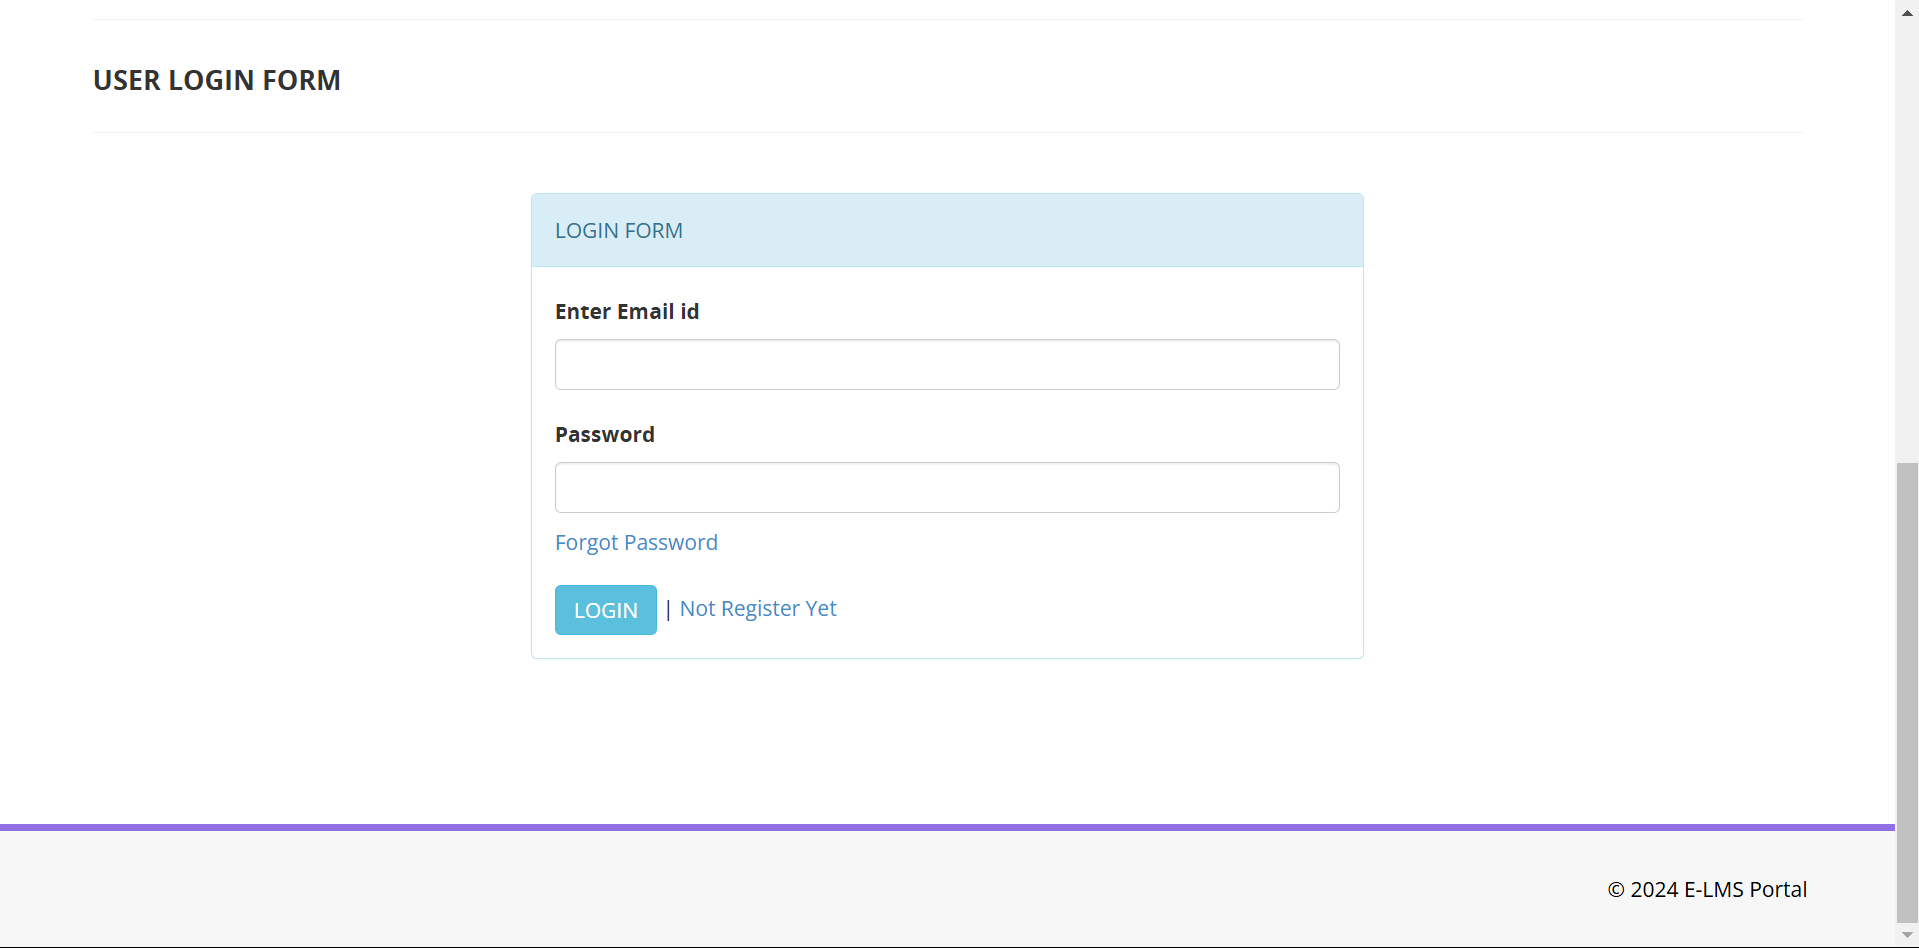 USER LOGIN FORM
LOGIN FORM
Enter Email id
Password
Forgot Password
LOGIN | Not Register Yet
© 2024 E-LMS Portal